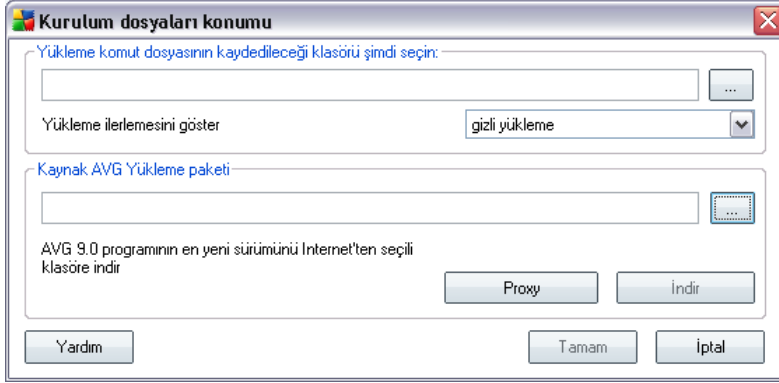 Kurulum dosyaları konumu
Yükleme komut dosyasının kaydedileceği klasörü şimdi seçin:
...
Yükleme ilerlemesini göster
gizli yükleme
Kaynak AVG Yükleme paketi
...
AVG 9.0 programının en yeni sürümünü Internet'ten seçili
klasöre indir
Proxy
İndir
Yardım
Tamam
İptal